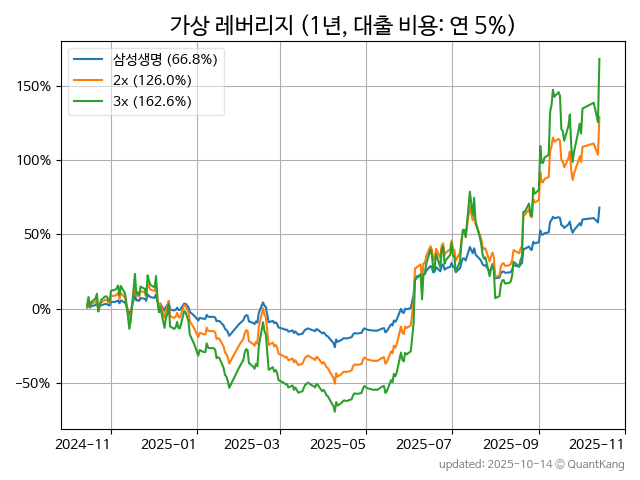 가상 레버리지 (1년, 대출 비용: 연 5%)
삼성생명 (66.8%)
2x (126.0%)
3x (162.6%)
150%
100%
50%
0%
−50%
2024-11 2025-01 2025-03 2025-05 2025-07 2025-09 2025-11
updated: 2025-10-14 © QuantKang